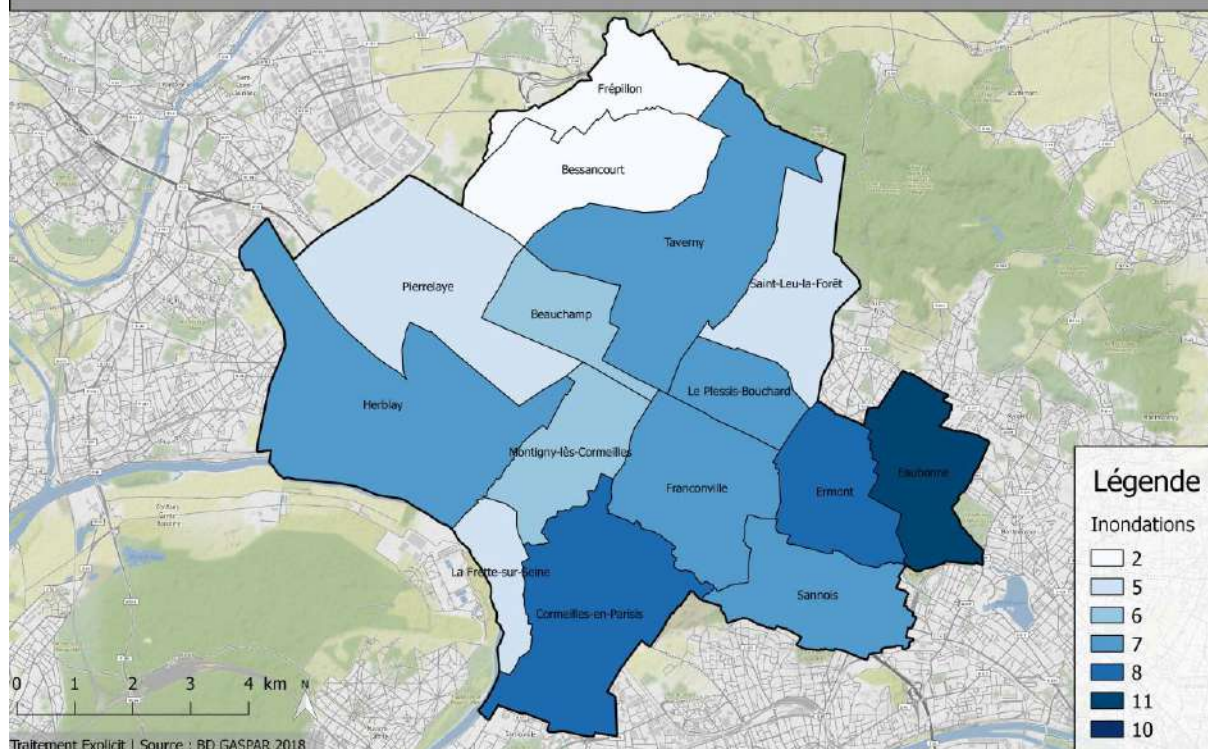 Frépillon
Bessancourt
Taverny
Saint-Leu-la-Forêt
Pierrelaye
Beauchamp
Le Plessis-Bouchard
Herblay
Montigny-lès-Cormeilles
Eaubonne
Franconville
Ermont
La Frette-sur-Seine
Sannois
Cormeilles-en-Parisis
Légende
Inondations
2
5
6
7
8
11
10
0 1 2 3 4 km
N
Traitement Explicit | Source : BD GASPAR 2018